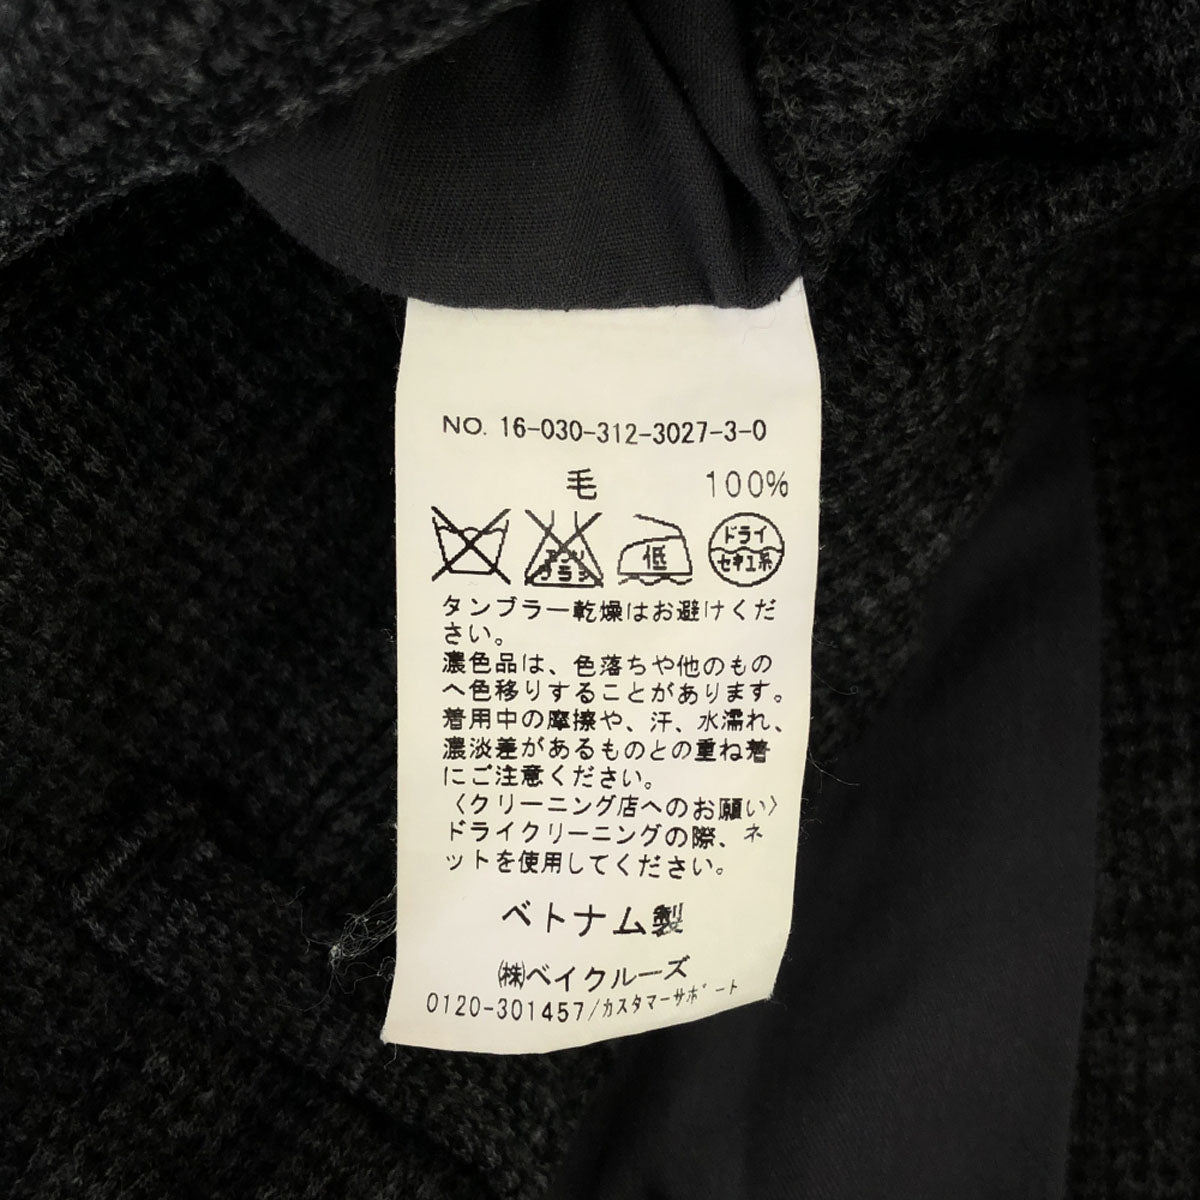 NO. 16-030-312-3027-3-0
毛 100%
エンソ
ブラシ
低
ドライ
セキユ系
タンブラー乾燥はお避けくだ
さい。
濃色品は、色落ちや他のもの
へ色移りすることがあります。
着用中の摩擦や、汗、水濡れ、
濃淡差があるものとの重ね着
にご注意ください。
〈クリーニング店へのお願い〉
ドライクリーニングの際、ネ
ットを使用してください。
ベトナム製
㈱ベイクルーズ
0120-301457/カスタマーサポート